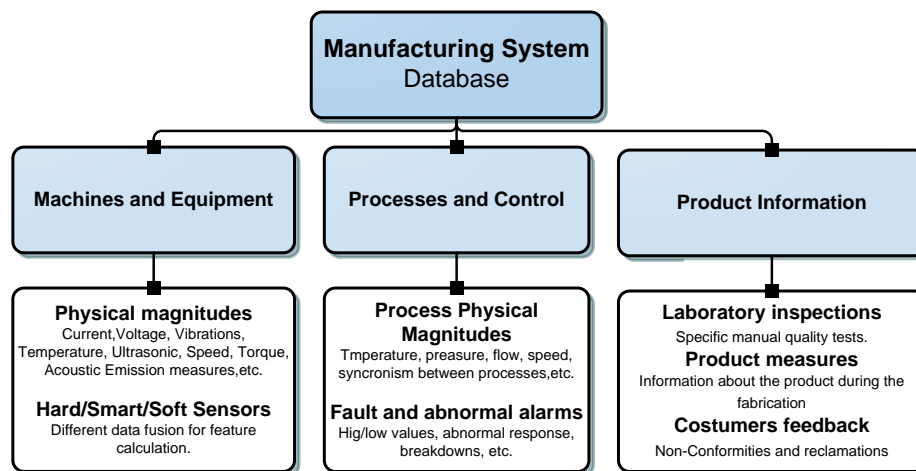 Manufacturing System
Database
Machines and Equipment
Processes and Control
Product Information
Physical magnitudes
Current,Voltage, Vibrations,
Temperature, Ultrasonic, Speed, Torque,
Acoustic Emission measures,etc.
Hard/Smart/Soft Sensors
Different data fusion for feature
calculation.
Process Physical
Magnitudes
Tmperature, preasure, flow, speed,
syncronism between processes,etc.
Fault and abnormal alarms
Hig/low values, abnormal response,
breakdowns, etc.
Laboratory inspections
Specific manual quality tests.
Product measures
Information about the product during the
fabrication
Costumers feedback
Non-Conformities and reclamations